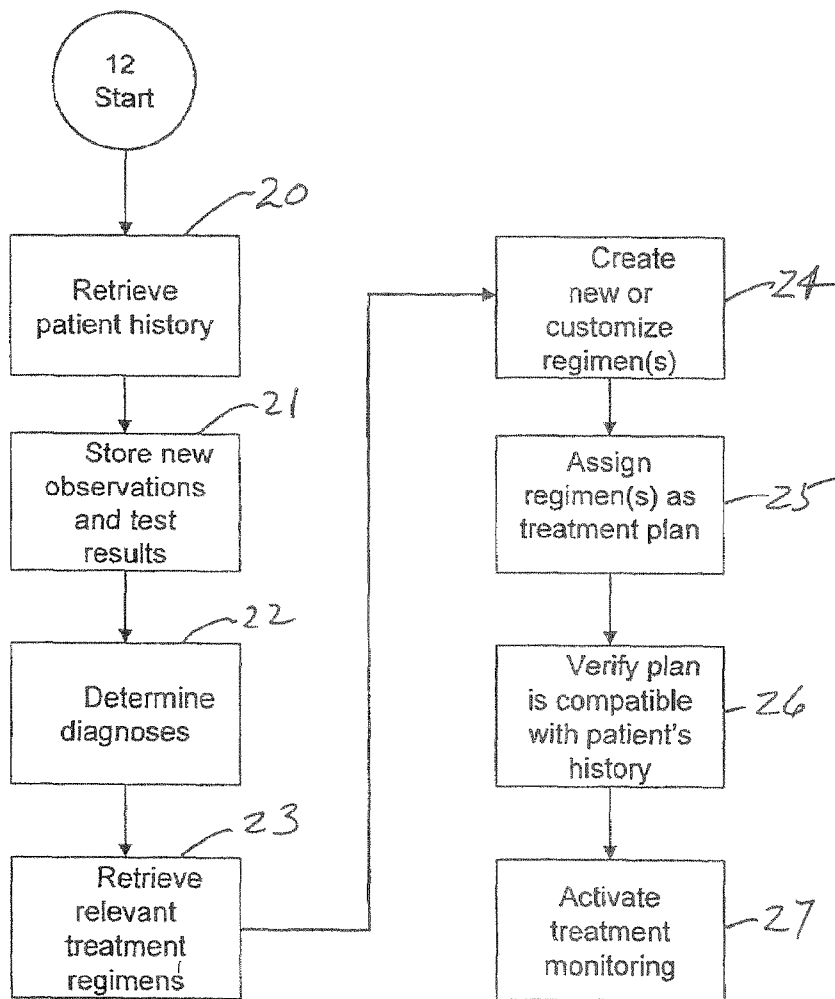 12
Start
20
Retrieve
patient history
21
Store new
observations
and test
results
22
Determine
diagnoses
23
Retrieve
relevant
treatment
regimens
Create
new or
customize
regimen(s)
24
Assign
regimen(s) as
treatment plan
25
Verify plan
is compatible
with patient's
history
26
Activate
treatment
monitoring
27